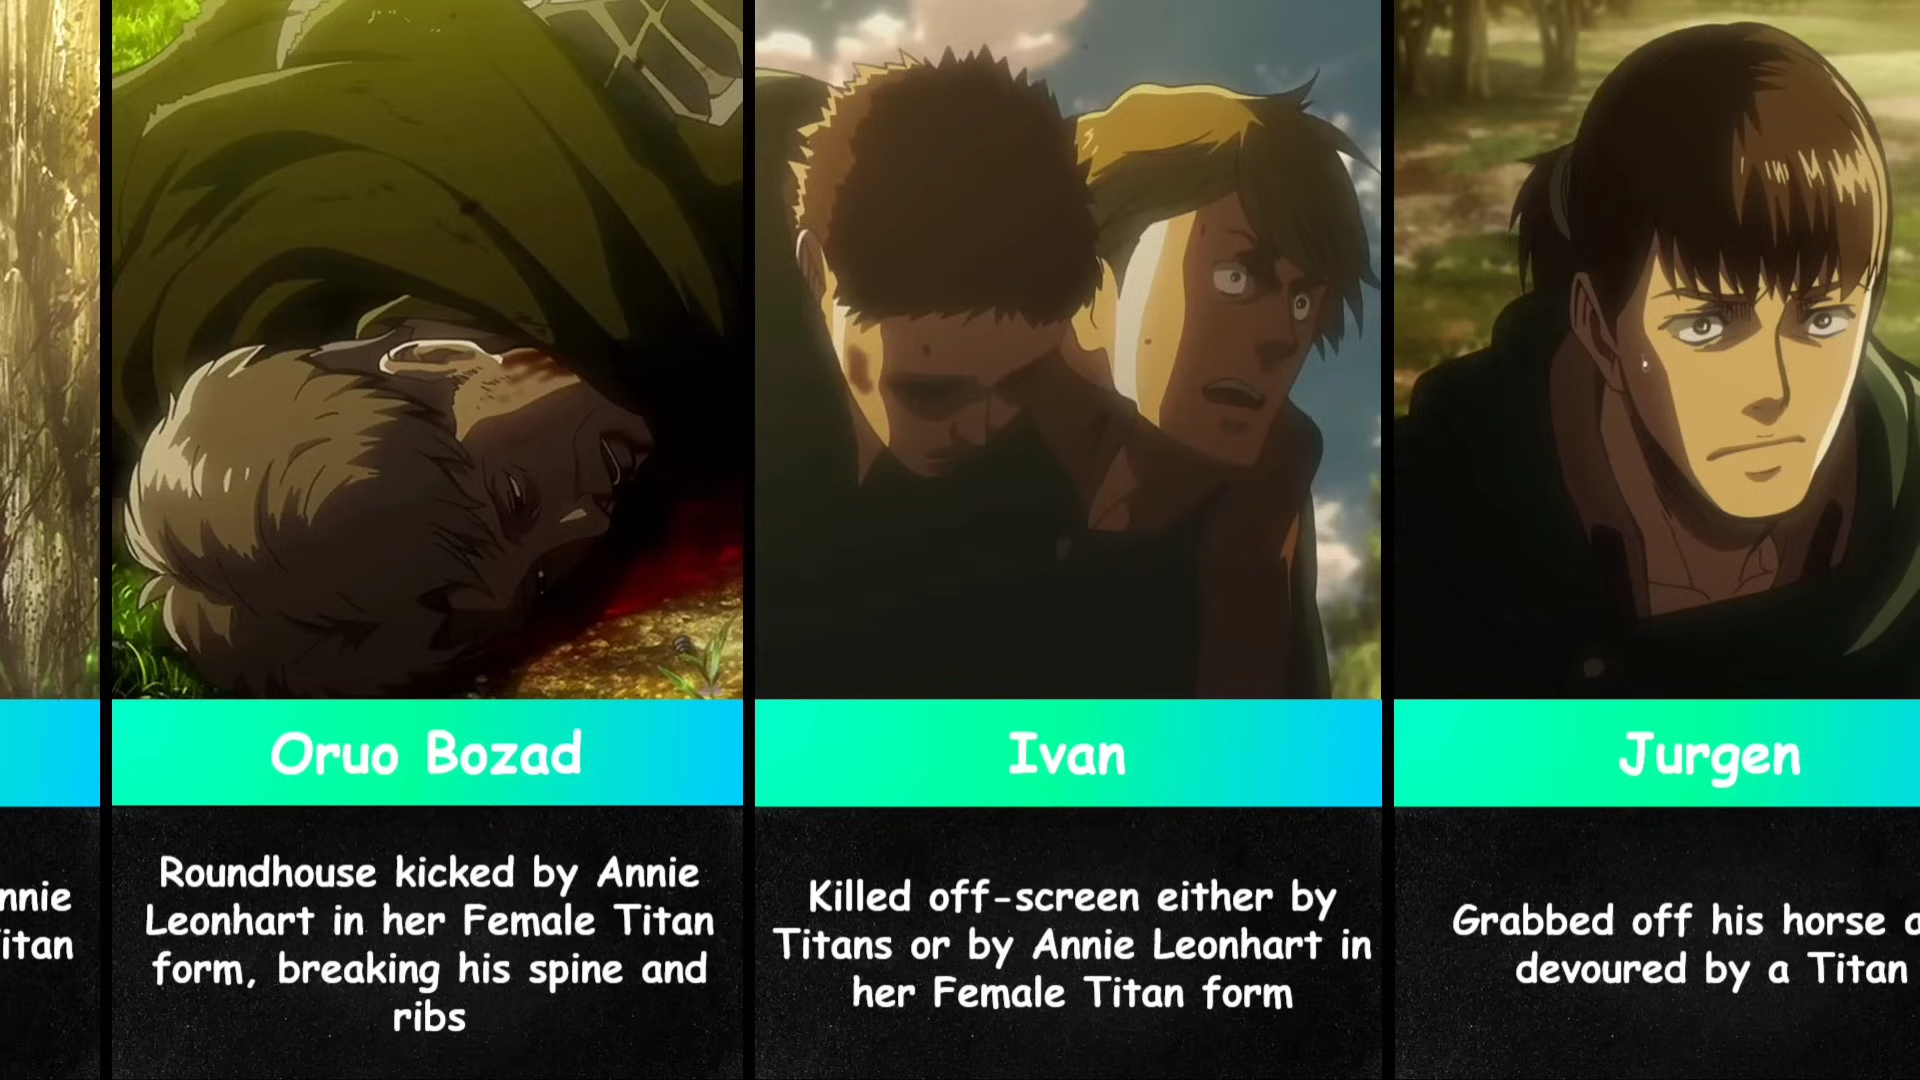 nnie
itan
Oruo Bozad
Roundhouse kicked by Annie
Leonhart in her Female Titan
form, breaking his spine and
ribs
Ivan
Killed off-screen either by
Titans or by Annie Leonhart in
her Female Titan form
Jurgen
Grabbed off his horse a
devoured by a Titan